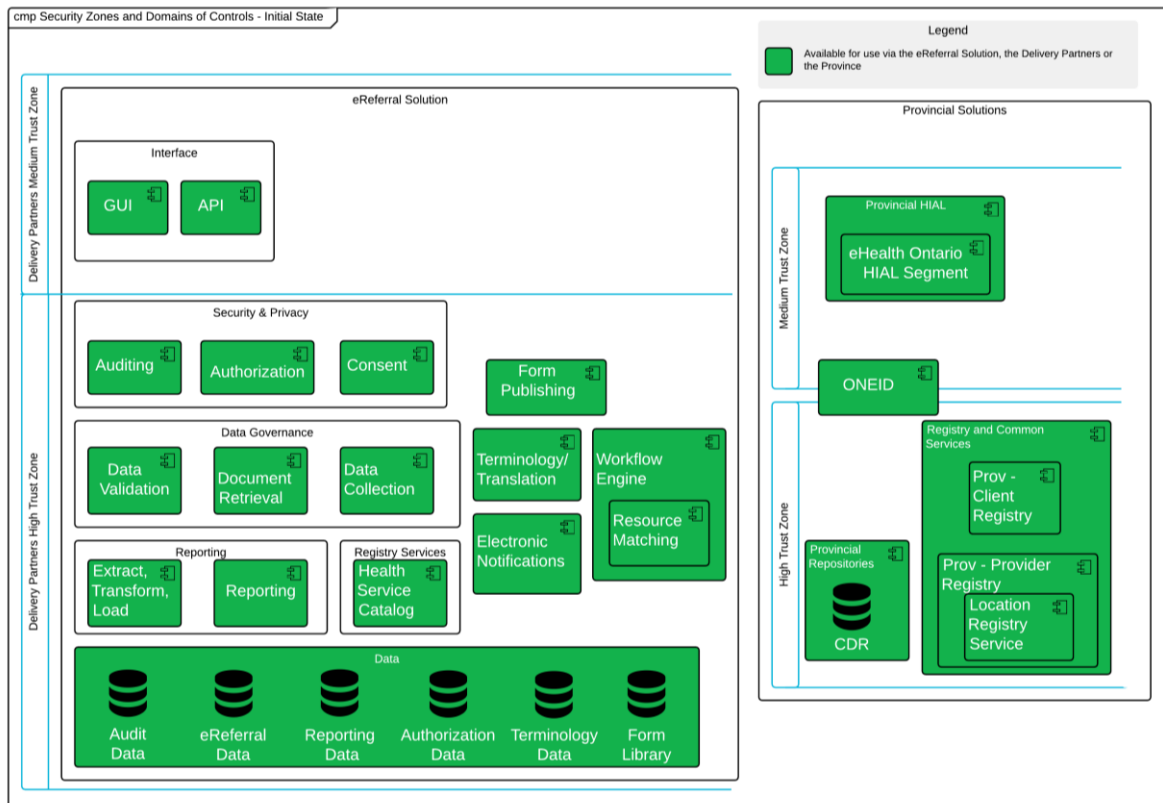 cmp Security Zones and Domains of Controls - Initial State
Legend
Available for use via the eReferral Solution, the Delivery Partners or
the Province
Delivery Partners Medium Trust Zone
eReferral Solution
Interface
GUI
API
Delivery Partners High Trust Zone
Security & Privacy
Auditing
Authorization
Consent
Form
Publishing
Data Governance
Data
Validation
Document
Retrieval
Data
Collection
Terminology/
Translation
Workflow
Engine
Resource
Matching
Electronic
Notifications
Reporting
Extract,
Transform,
Load
Reporting
Registry Services
Health
Service
Catalog
Data
Audit
Data
eReferral
Data
Reporting
Data
Authorization
Data
Terminology
Data
Form
Library
Provincial Solutions
Medium Trust Zone
Provincial HIAL
eHealth Ontario
HIAL Segment
ONEID
High Trust Zone
Registry and Common
Services
Prov -
Client
Registry
Provincial
Repositories
CDR
Prov - Provider
Registry
Location
Registry
Service